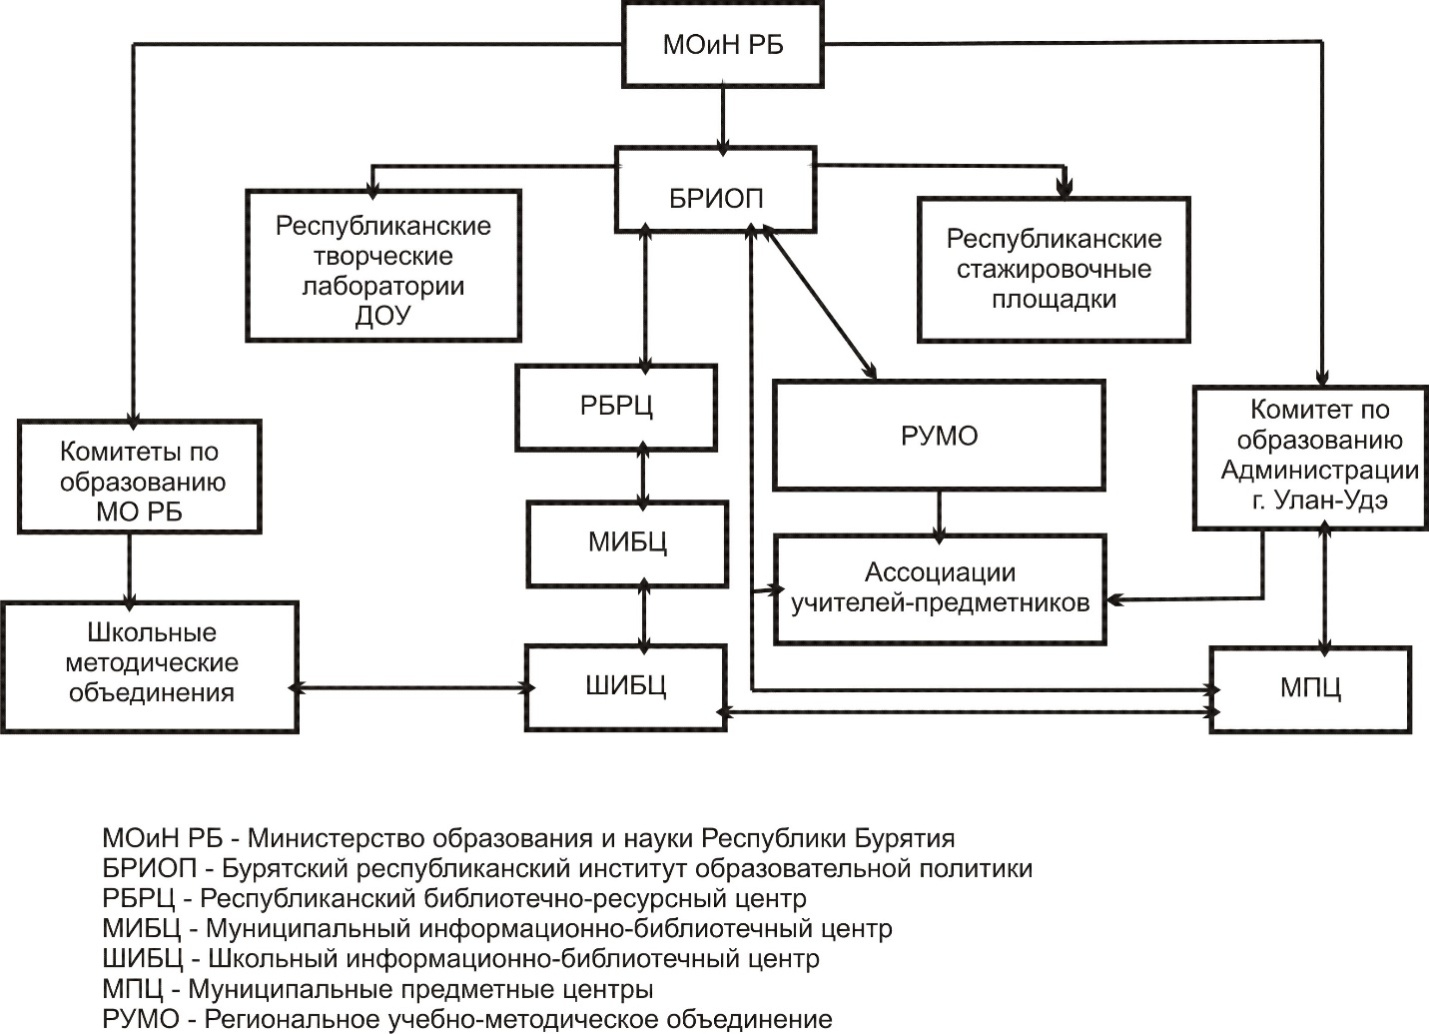 МОиН РБ
БРИОП
Республиканские
творческие
лаборатории
ДОУ
Республиканские
стажировочные
площадки
РБРЦ
РУМО
Комитет по
образованию
Администрации
г. Улан-Удэ
Комитеты по
образованию
МО РБ
МИБЦ
Ассоциации
учителей-предметников
Школьные
методические
объединения
ШИБЦ
МПЦ
МОиН РБ - Министерство образования и науки Республики Бурятия
БРИОП - Бурятский республиканский институт образовательной политики
РБРЦ - Республиканский библиотечно-ресурсный центр
МИБЦ - Муниципальный информационно-библиотечный центр
ШИБЦ - Школьный информационно-библиотечный центр
МПЦ - Муниципальные предметные центры
РУМО - Региональное учебно-методическое объединение